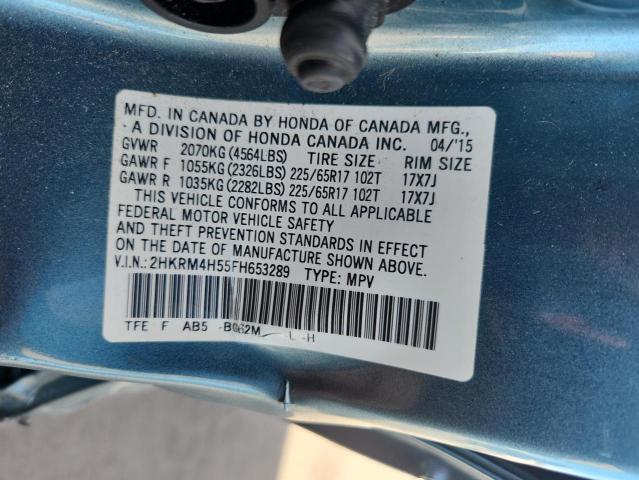 MFD. IN CANADA BY HONDA OF CANADA MFG.,
A DIVISION OF HONDA CANADA INC. 04/'15
GVWR 2070KG(4564LBS) TIRE SIZE RIM SIZE
GAWR F 1055KG(2326LBS) 225/65R17 102T 17X7J
GAWR R 1035KG(2282LBS) 225/65R17 102T 17X7J
THIS VEHICLE CONFORMS TO ALL APPLICABLE
FEDERAL MOTOR VEHICLE SAFETY
AND THEFT PREVENTION STANDARDS IN EFFECT
ON THE DATE OF MANUFACTURE SHOWN ABOVE.
V.I.N.:2HKRM4H55FH653289 TYPE: MPV
TFE F AB5 -B062M L -H